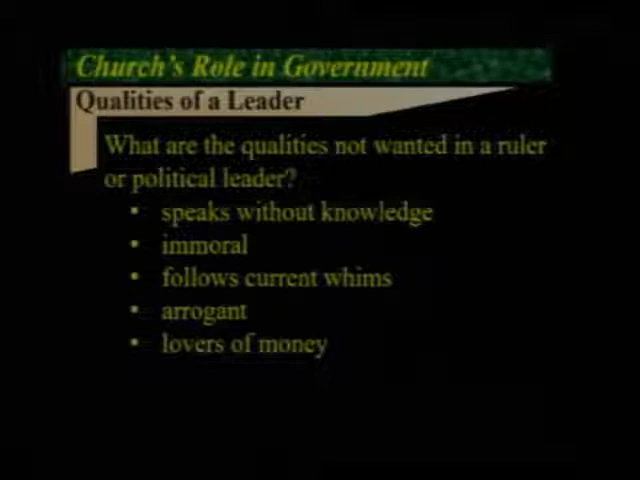 Church's Role in Government
Qualities of a Leader
What are the qualities not wanted in a ruler
or political leader?
• speaks without knowledge
• immoral
• follows current whims
• arrogant
• lovers of money